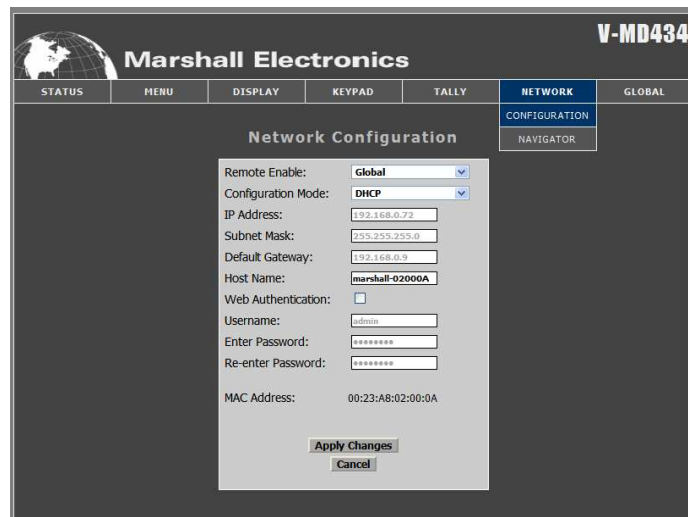 V-MD434
Marshall Electronics
STATUS MENU DISPLAY KEYPAD TALLY NETWORK GLOBAL
CONFIGURATION
NAVIGATOR
Network Configuration
Remote Enable: Global
Configuration Mode: DHCP
IP Address: 192.168.0.72
Subnet Mask: 255.255.255.0
Default Gateway: 192.168.0.9
Host Name: marshall-02000A
Web Authentication:
Username: admin
Enter Password: ••••••••
Re-enter Password: ••••••••
MAC Address: 00:23:A8:02:00:0A
Apply Changes
Cancel